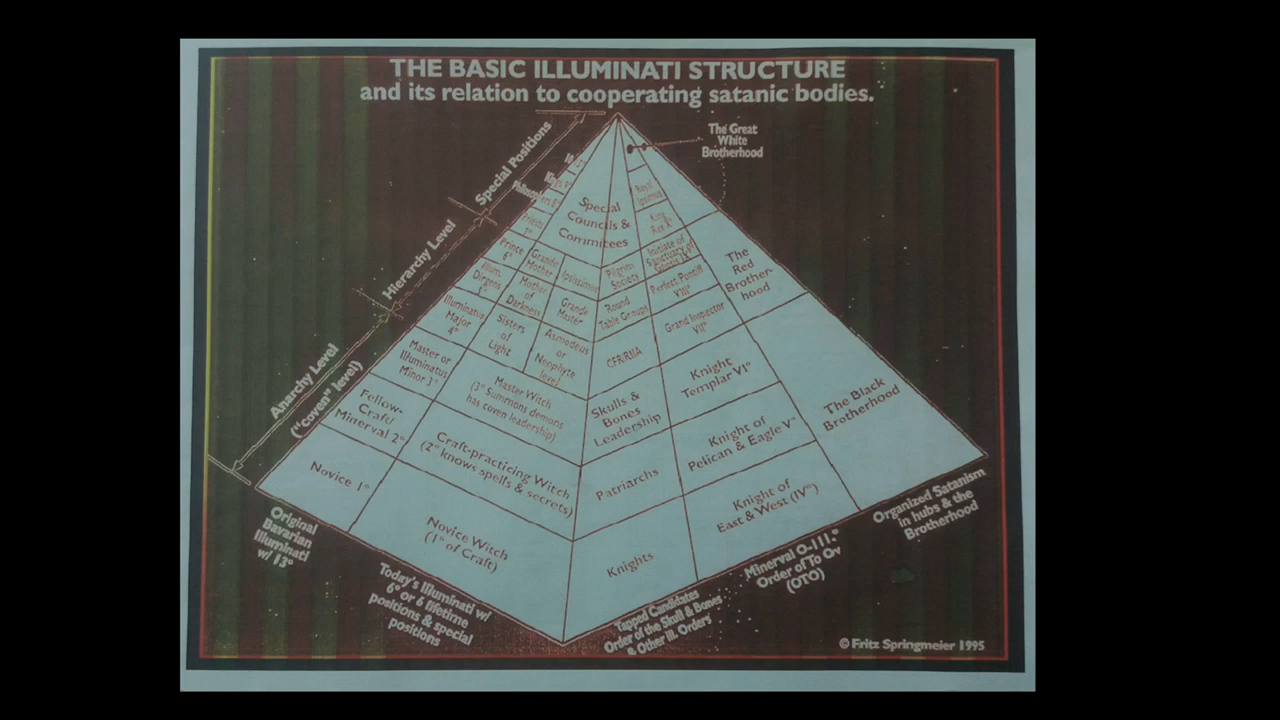 THE BASIC ILLUMINATI STRUCTURE
and its relation to cooperating satanic bodies.
Special Positions
Hierarchy Level
Anarchy Level
("coven" level)
The Great
White
Brotherhood
Special
Councils &
Committees
King
Prince
6°
Grande
Mother
Ipsissimus
Pilgrim
Society
Initiate of
Sanctuary of
Perfect Pontiff
VIII°
The
Red
Brother-
hood
Illum.
Dirgens
5°
Mother
of
Darkness
Grande
Master
Round
Table Groups
Grand Inspector
VII°
Illuminatus
Major
4°
Sisters
of
Light
Asmodeus
or
Neophyte
level
CFR/RIIA
Knight
Templar VI°
Master or
Illuminatus
Minor 3°
Master Witch
(3° Summons demons
has coven leadership)
Skulls &
Bones
Leadership
Knight of
Pelican & Eagle V°
The Black
Brotherhood
Fellow-
Craft/
Minerval 2°
Craft-practicing Witch
(2° knows spells & secrets)
Patriarchs
Knight of
East & West (IV°)
Novice 1°
Novice Witch
(1° of Craft)
Knights
Original
Bavarian
Illuminati
w/ 13°
Today's Illuminati w/
6° or 6 lifetime
positions & special
positions
Tapped Candidates
Order of the Skull & Bones
& Other Ill. Orders
Minerval O-III.°
Order of To Ov
(OTO)
Organized Satanism
in hubs & the
Brotherhood
© Fritz Springmeier 1995